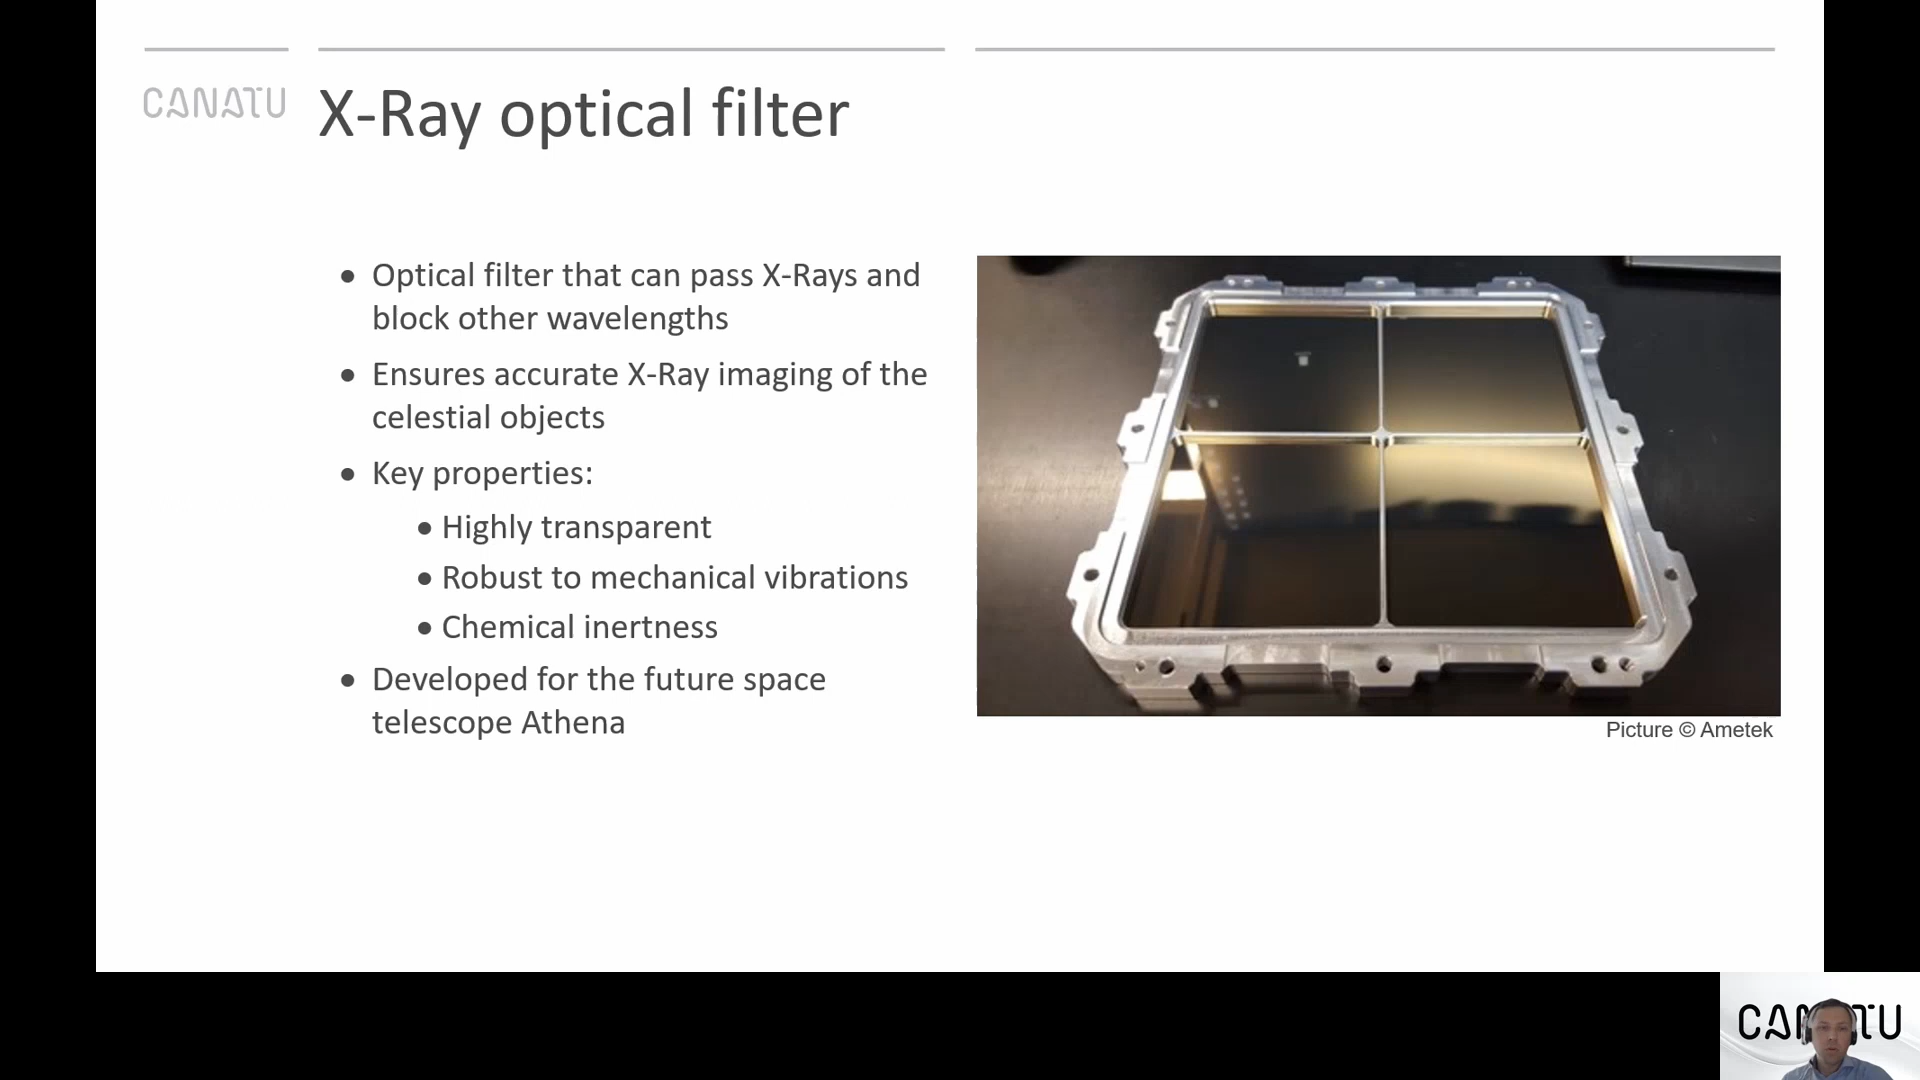 CANATU
X-Ray optical filter
• Optical filter that can pass X-Rays and
block other wavelengths
• Ensures accurate X-Ray imaging of the
celestial objects
• Key properties:
• Highly transparent
• Robust to mechanical vibrations
• Chemical inertness
• Developed for the future space
telescope Athena
Picture © Ametek